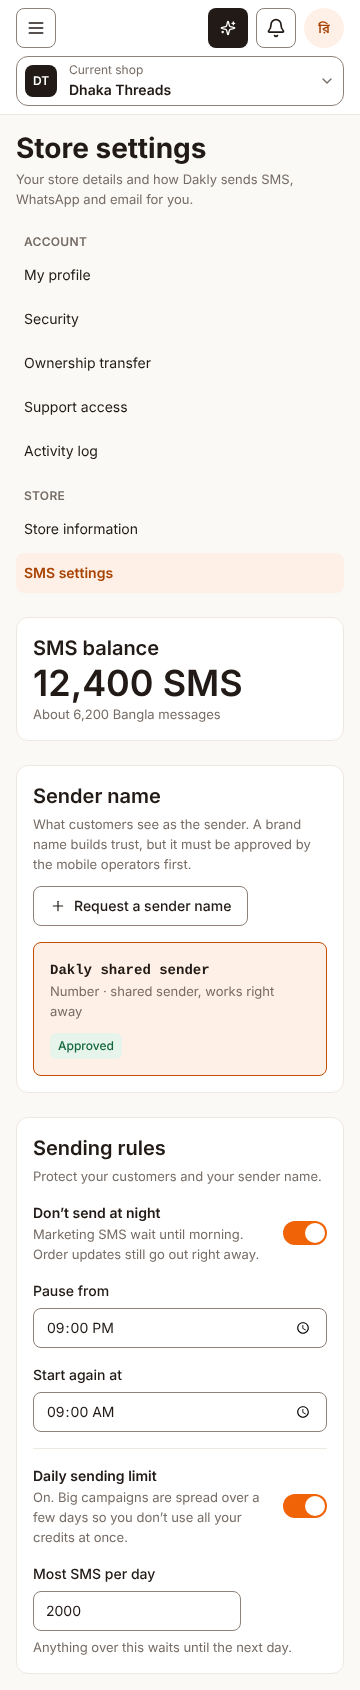 রি
DT
Current shop
Dhaka Threads
Store settings
Your store details and how Dakly sends SMS,
WhatsApp and email for you.
ACCOUNT
My profile
Security
Ownership transfer
Support access
Activity log
STORE
Store information
SMS settings
SMS balance
12,400 SMS
About 6,200 Bangla messages
Sender name
What customers see as the sender. A brand
name builds trust, but it must be approved by
the mobile operators first.
Request a sender name
Dakly shared sender
Number · shared sender, works right
away
Approved
Sending rules
Protect your customers and your sender name.
Don’t send at night
Marketing SMS wait until morning.
Order updates still go out right away.
Pause from
09:00 PM
Start again at
09:00 AM
Daily sending limit
On. Big campaigns are spread over a
few days so you don’t use all your
credits at once.
Most SMS per day
2000
Anything over this waits until the next day.